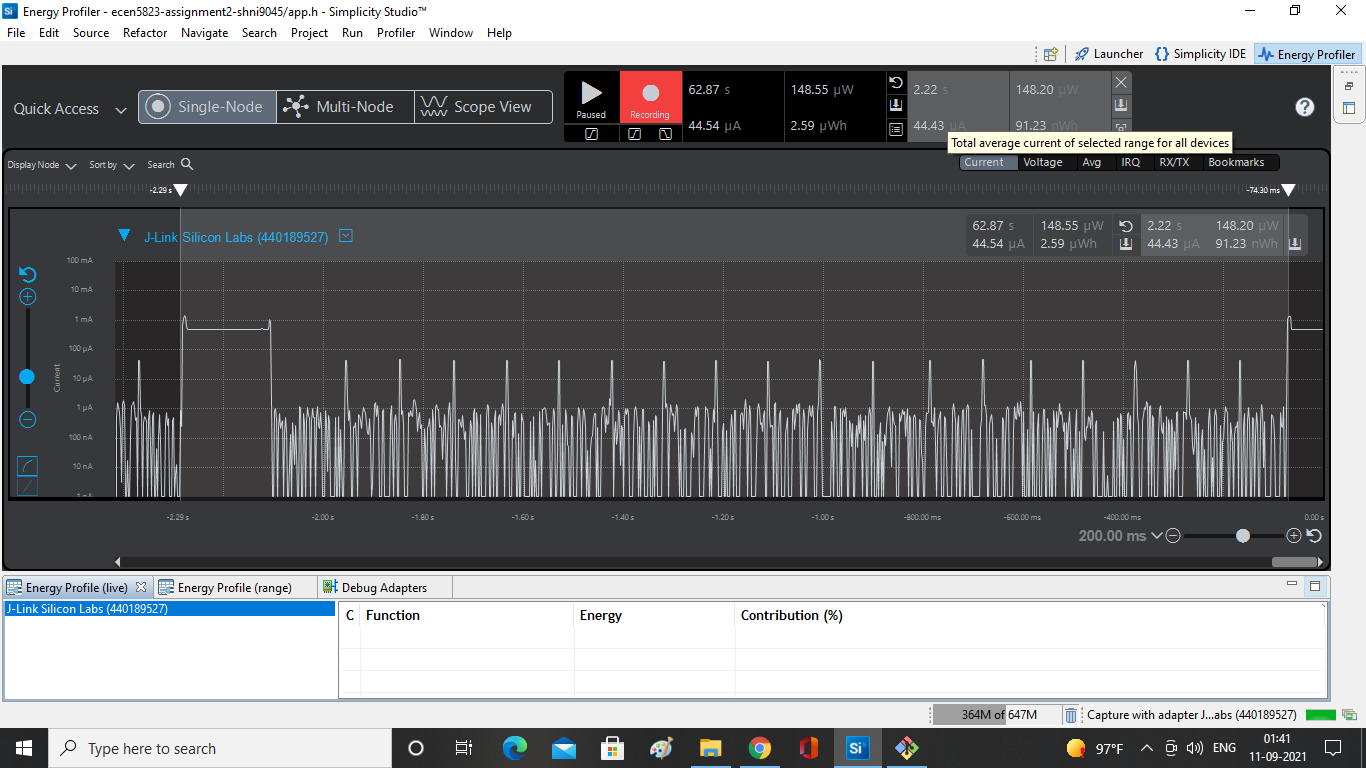 Energy Profiler - ecen5823-assignment2-shni9045/app.h - Simplicity Studio™
File Edit Source Refactor Navigate Search Project Run Profiler Window Help
Launcher Simplicity IDE Energy Profiler
Quick Access Single-Node Multi-Node Scope View
Paused Recording
62.87 s 148.55 µW 2.22 s 148.20 µW
44.54 µA 2.59 µWh 44.43 µA 91.23 nWh
Total average current of selected range for all devices
Display Node Sort by Search
Current Voltage Avg IRQ RX/TX Bookmarks
-2.29 s -74.30 ms
J-Link Silicon Labs (440189527)
62.87 s 148.55 µW 2.22 s 148.20 µW
44.54 µA 2.59 µWh 44.43 µA 91.23 nWh
Current
100 mA
10 mA
1 mA
100 µA
10 µA
1 µA
100 nA
10 nA
1 nA
-2.29 s -2.00 s -1.80 s -1.60 s -1.40 s -1.20 s -1.00 s -800.00 ms -600.00 ms -400.00 ms 0.00 s
200.00 ms
Energy Profile (live) Energy Profile (range) Debug Adapters
J-Link Silicon Labs (440189527)
C Function Energy Contribution (%)
364M of 647M Capture with adapter J...abs (440189527)
Type here to search
Si
97°F ENG
01:41
11-09-2021